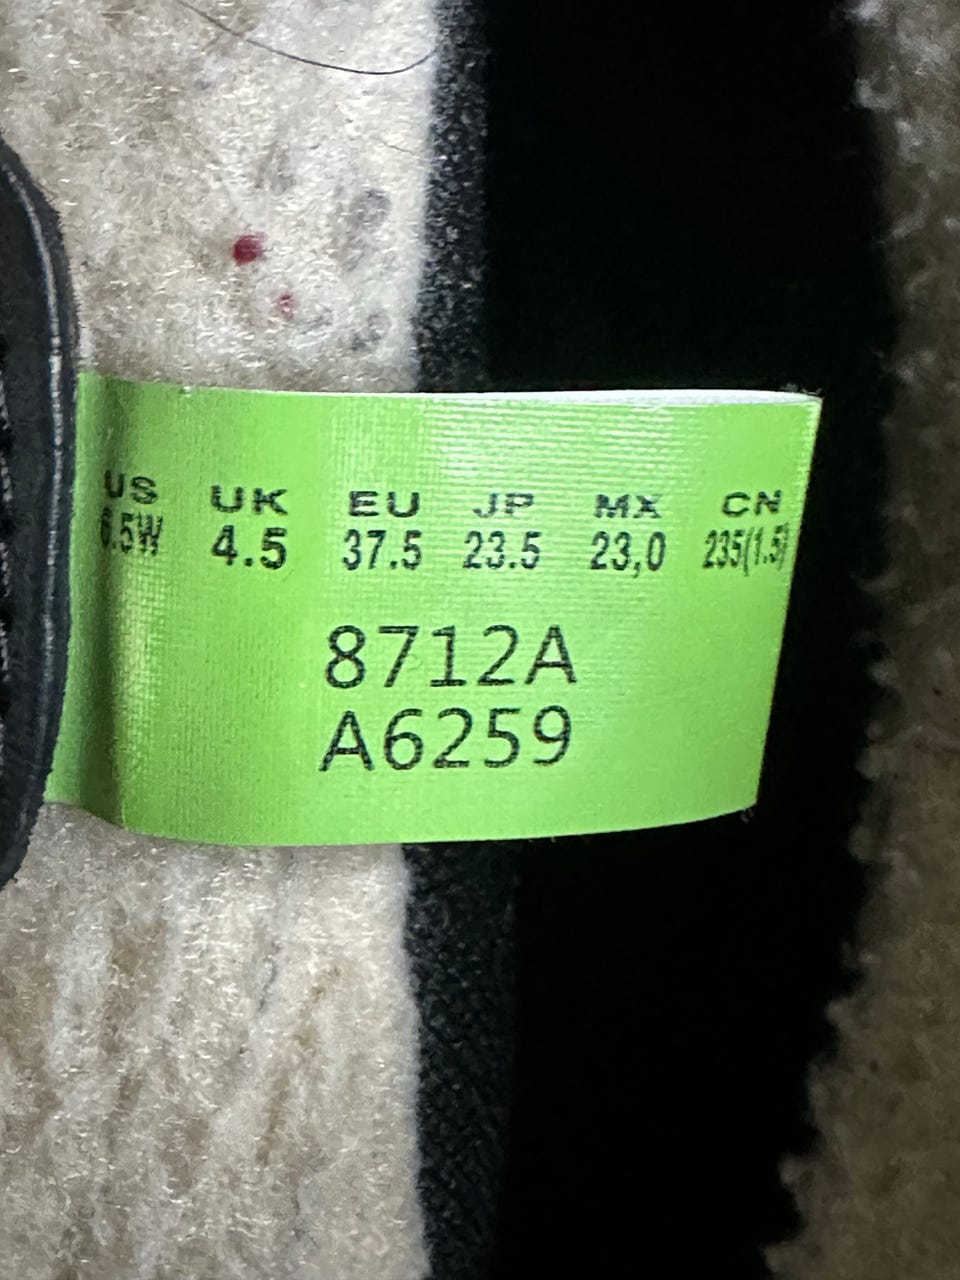 US UK EU JP MX CN
6.5W 4.5 37.5 23.5 23,0 235(1.5)
8712A
A6259